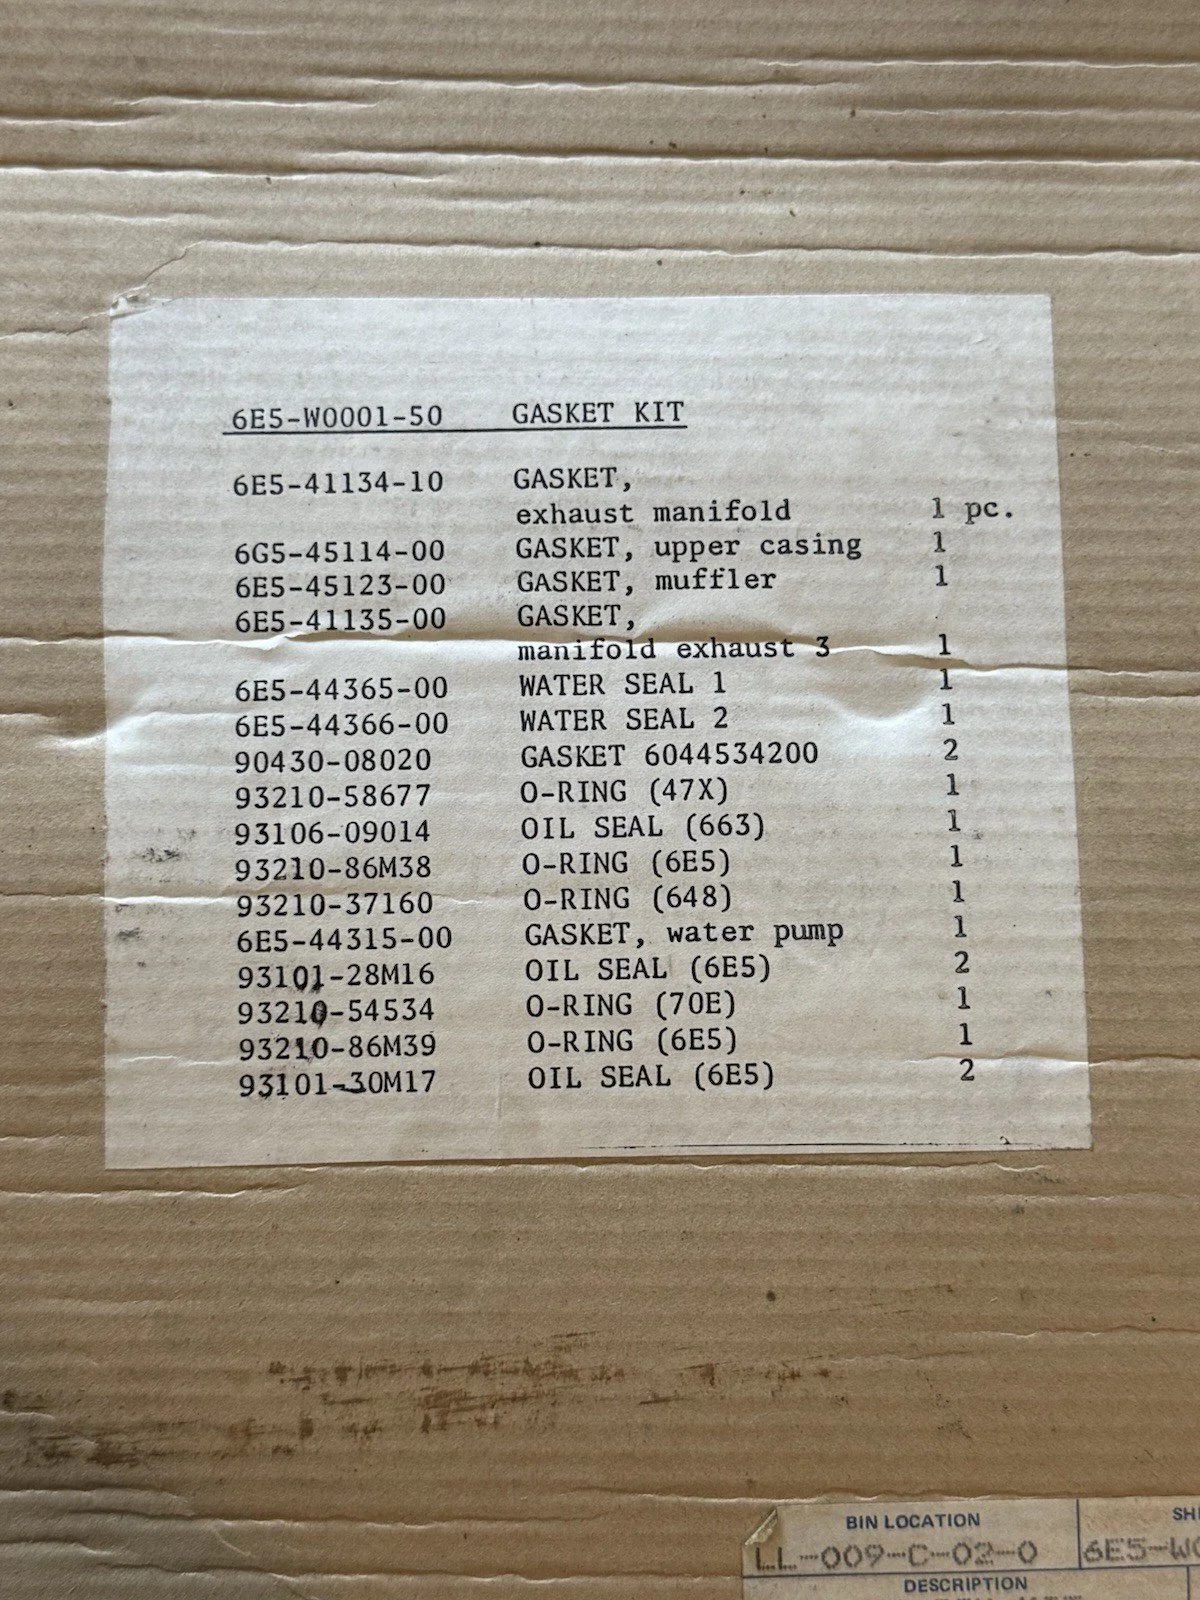 6E5-W0001-50 GASKET KIT
6E5-41134-10 GASKET,
exhaust manifold 1 pc.
6G5-45114-00 GASKET, upper casing 1
6E5-45123-00 GASKET, muffler 1
6E5-41135-00 GASKET,
manifold exhaust 3 1
6E5-44365-00 WATER SEAL 1 1
6E5-44366-00 WATER SEAL 2 1
90430-08020 GASKET 6044534200 2
93210-58677 O-RING (47X) 1
93106-09014 OIL SEAL (663) 1
93210-86M38 O-RING (6E5) 1
93210-37160 O-RING (648) 1
6E5-44315-00 GASKET, water pump 1
93101-28M16 OIL SEAL (6E5) 2
93210-54534 O-RING (70E) 1
93210-86M39 O-RING (6E5) 1
93101-30M17 OIL SEAL (6E5) 2
BIN LOCATION SHI
LL-009-C-02-0 6E5-W0
DESCRIPTION